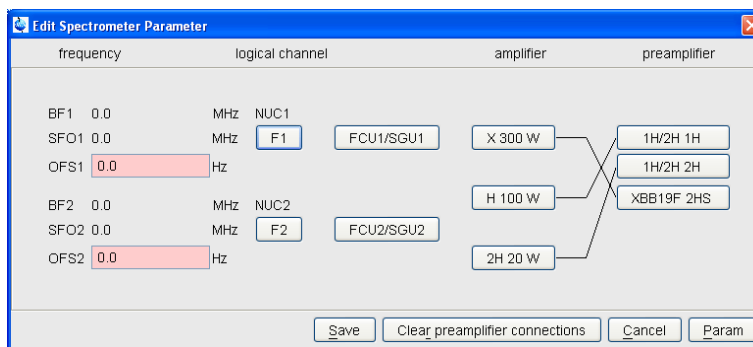 Edit Spectrometer Parameter
frequency logical channel amplifier preamplifier
BF1 0.0 MHz NUC1
SFO1 0.0 MHz F1 FCU1/SGU1 X 300 W 1H/2H 1H
OFS1 0.0 Hz 1H/2H 2H
BF2 0.0 MHz NUC2 H 100 W XBB19F 2HS
SFO2 0.0 MHz F2 FCU2/SGU2
OFS2 0.0 Hz 2H 20 W
Save Clear preamplifier connections Cancel Param